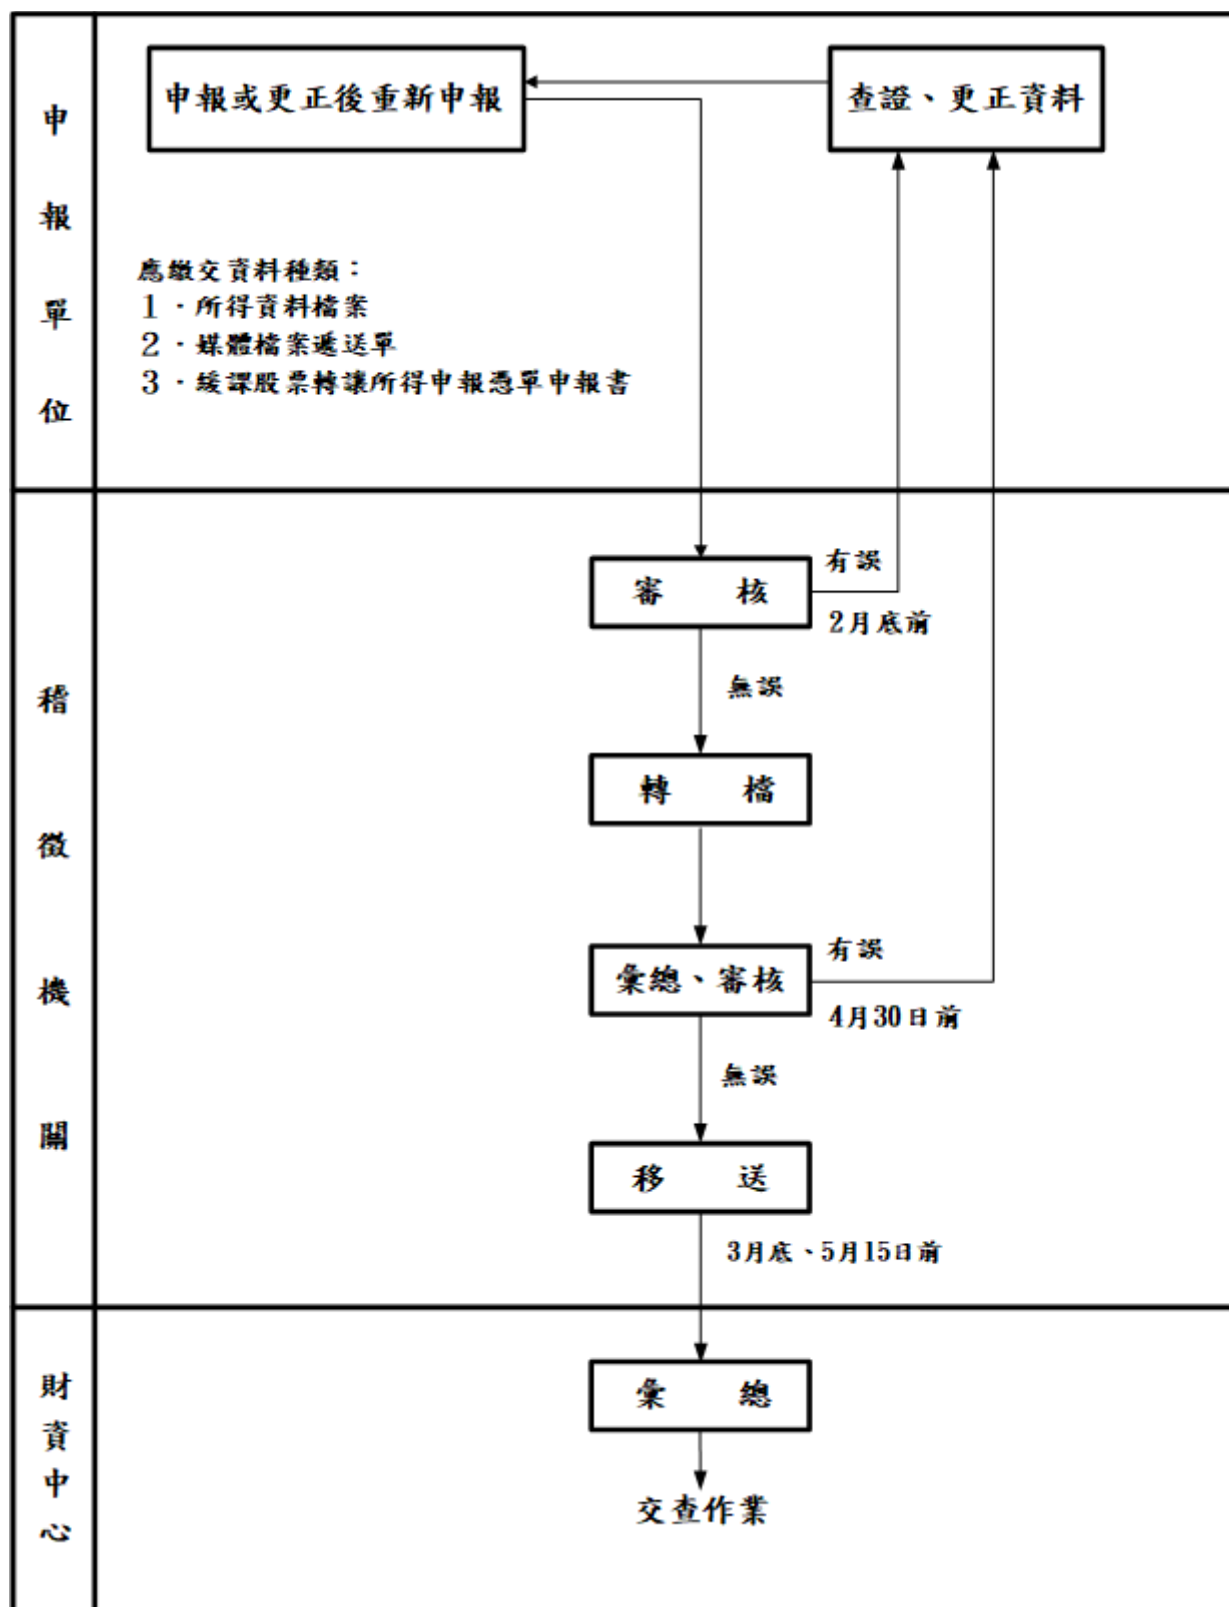 申報單位
申報或更正後重新申報
查證、更正資料
應繳交資料種類：
1．所得資料檔案
2．媒體檔案遞送單
3．緩課股票轉讓所得申報憑單申報書
稽徵機關
審　核
有誤
2月底前
無誤
轉　檔
彙總、審核
有誤
4月30日前
無誤
移　送
3月底、5月15日前
財資中心
彙　總
交查作業